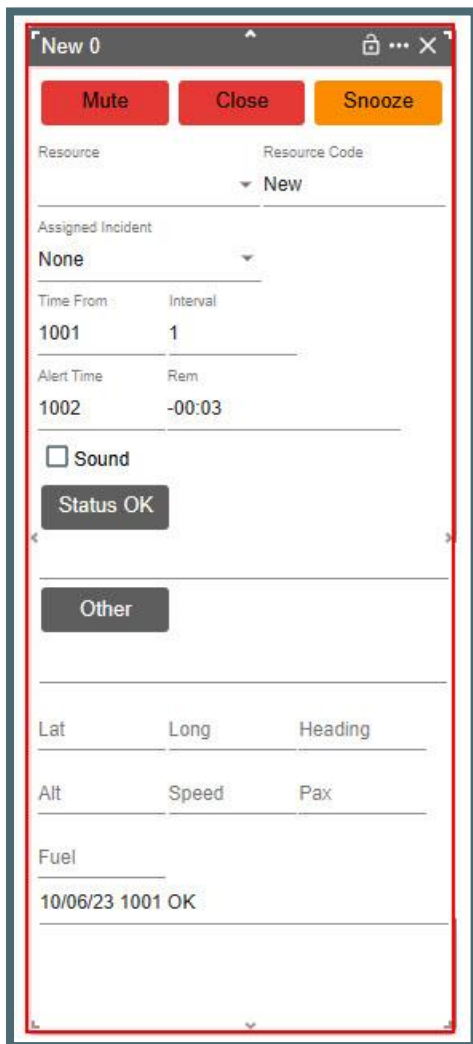 New 0
Mute Close Snooze
Resource Resource Code
New
Assigned Incident
None
Time From Interval
1001 1
Alert Time Rem
1002 -00:03
Sound
Status OK
Other
Lat Long Heading
Alt Speed Pax
Fuel
10/06/23 1001 OK